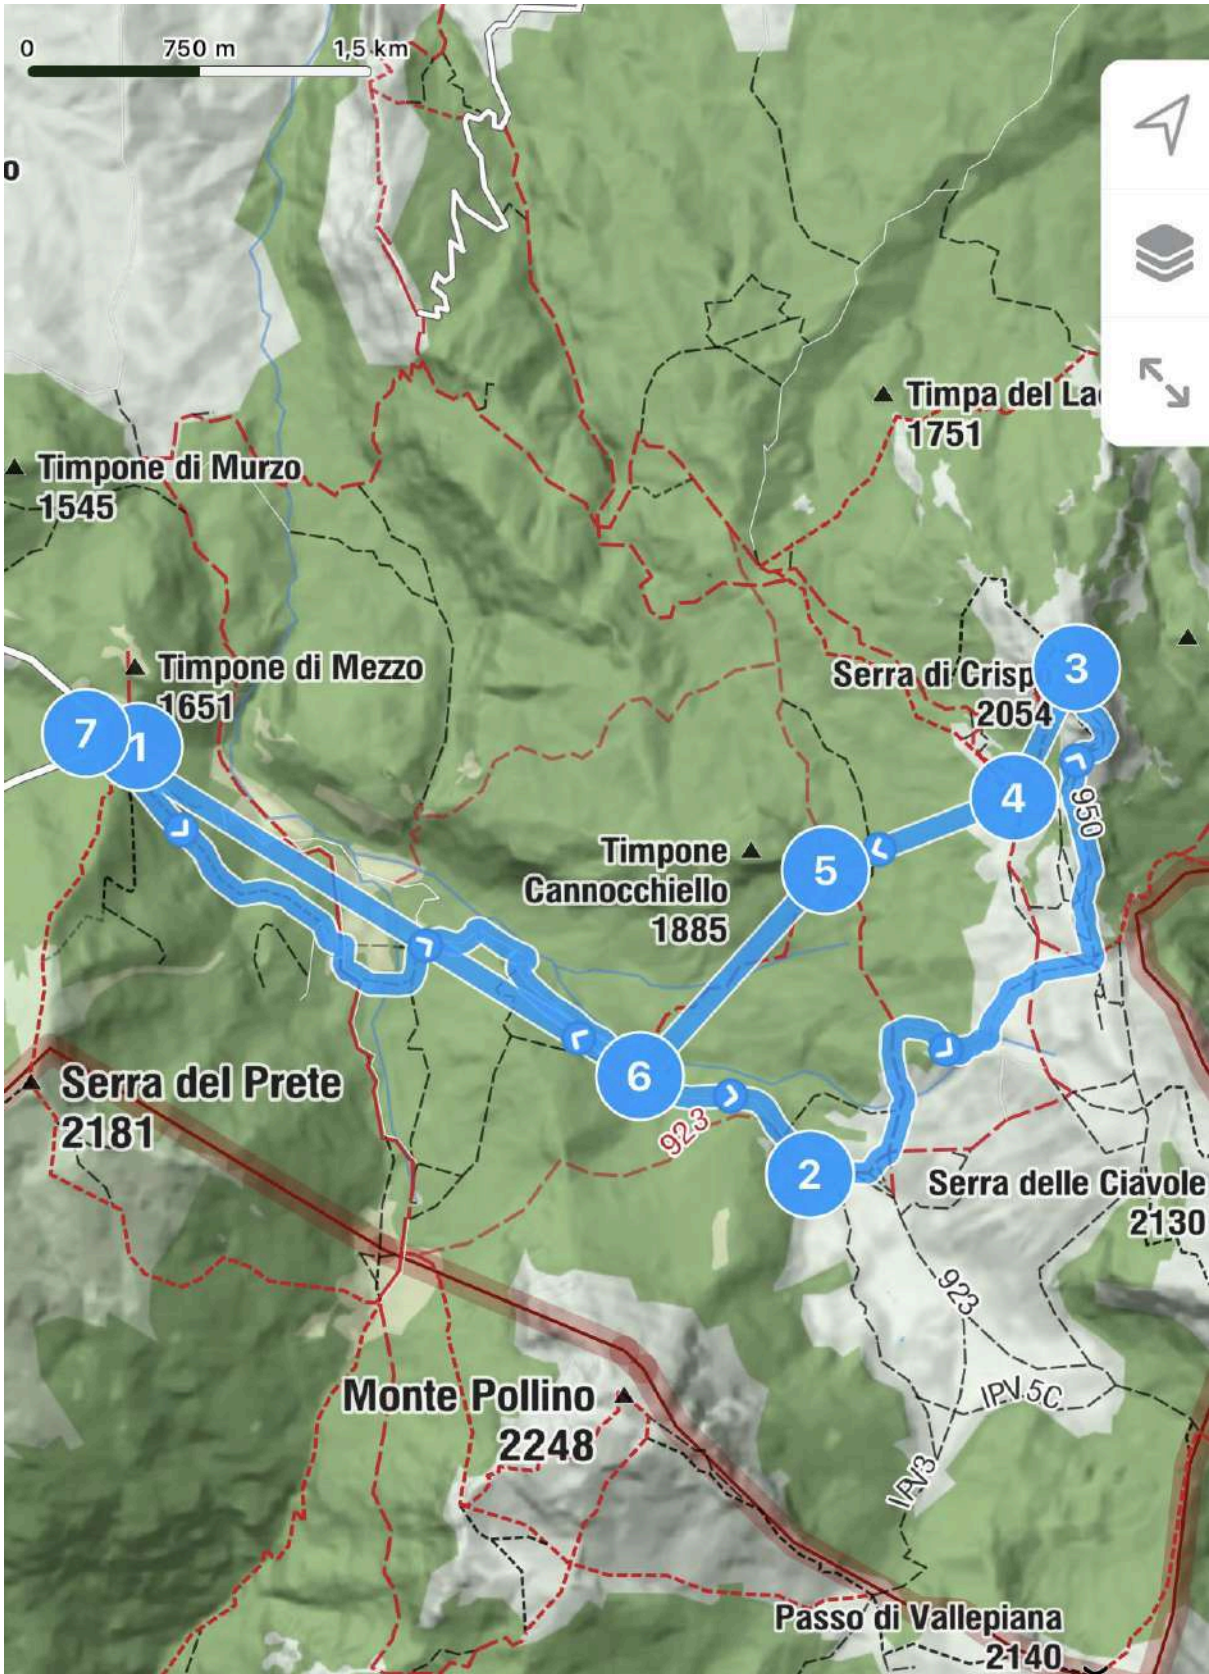 0 750 m 1,5 km
0
Timpa del La
1751
Timpone di Murzo
1545
Timpone di Mezzo
1651
7
1
Serra di Crisp
2054
3
4
950
Timpone
Cannocchiello
1885
5
6
Serra del Prete
2181
923
2
Serra delle Ciavole
2130
923
IPV 5C
Monte Pollino
2248
IPV3
Passo di Vallepiana
2140